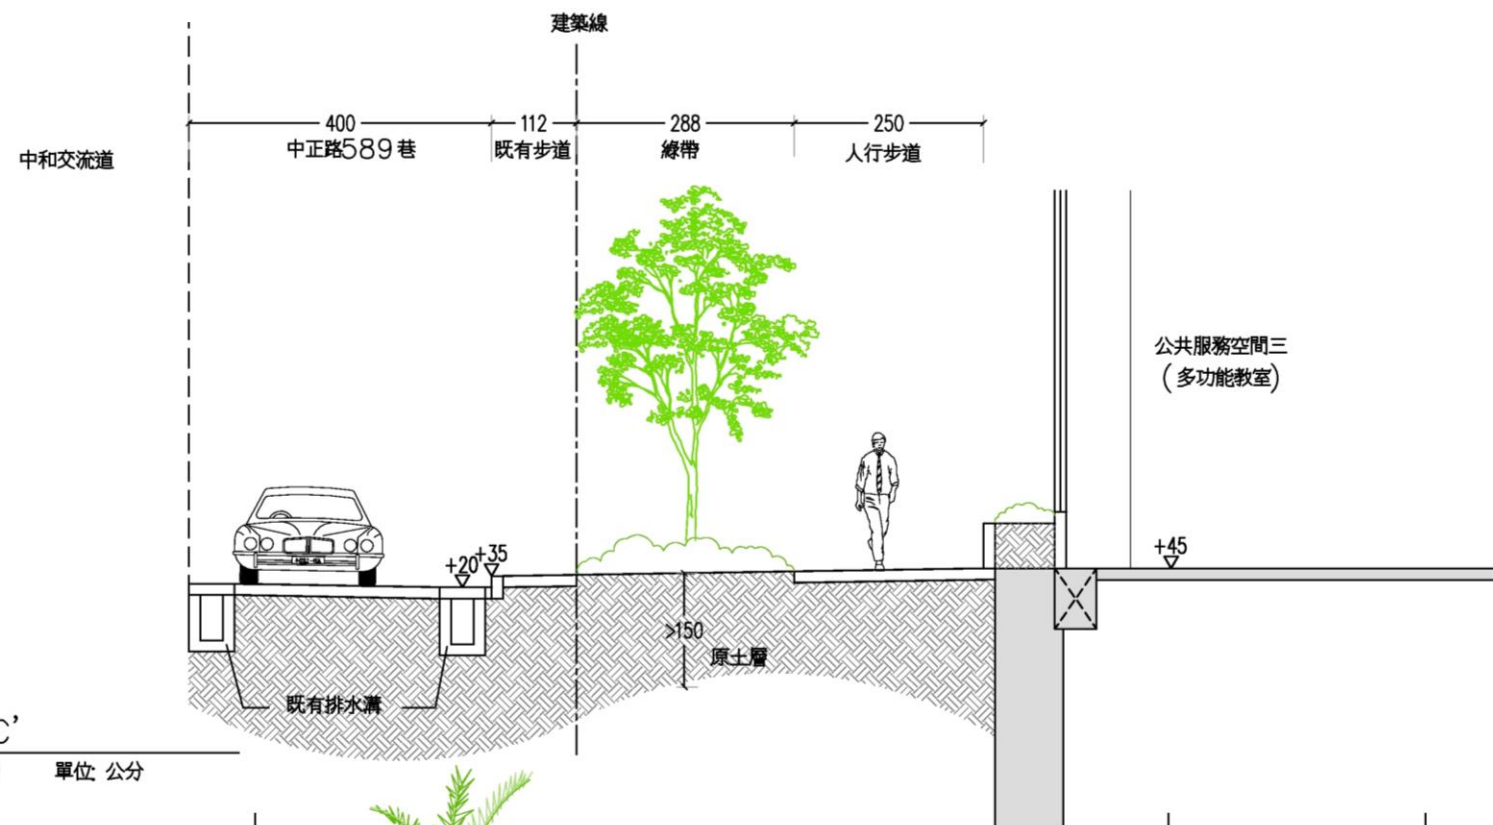 建築線
400
112
288
250
中正路589巷
既有步道
綠帶
人行步道
中和交流道
公共服務空間三
(多功能教室)
+20
+35
+45
>150
原土層
既有排水溝
C'
單位: 公分